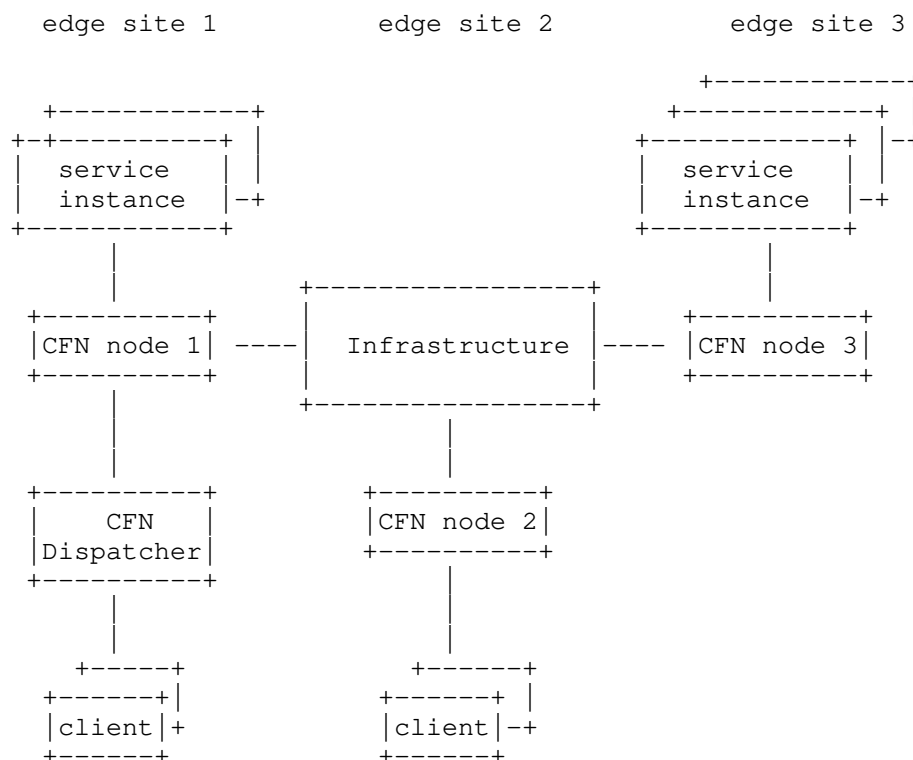 edge site 1 edge site 2 edge site 3
service service
instance instance
CFN node 1 Infrastructure CFN node 3
CFN CFN node 2
Dispatcher
client client